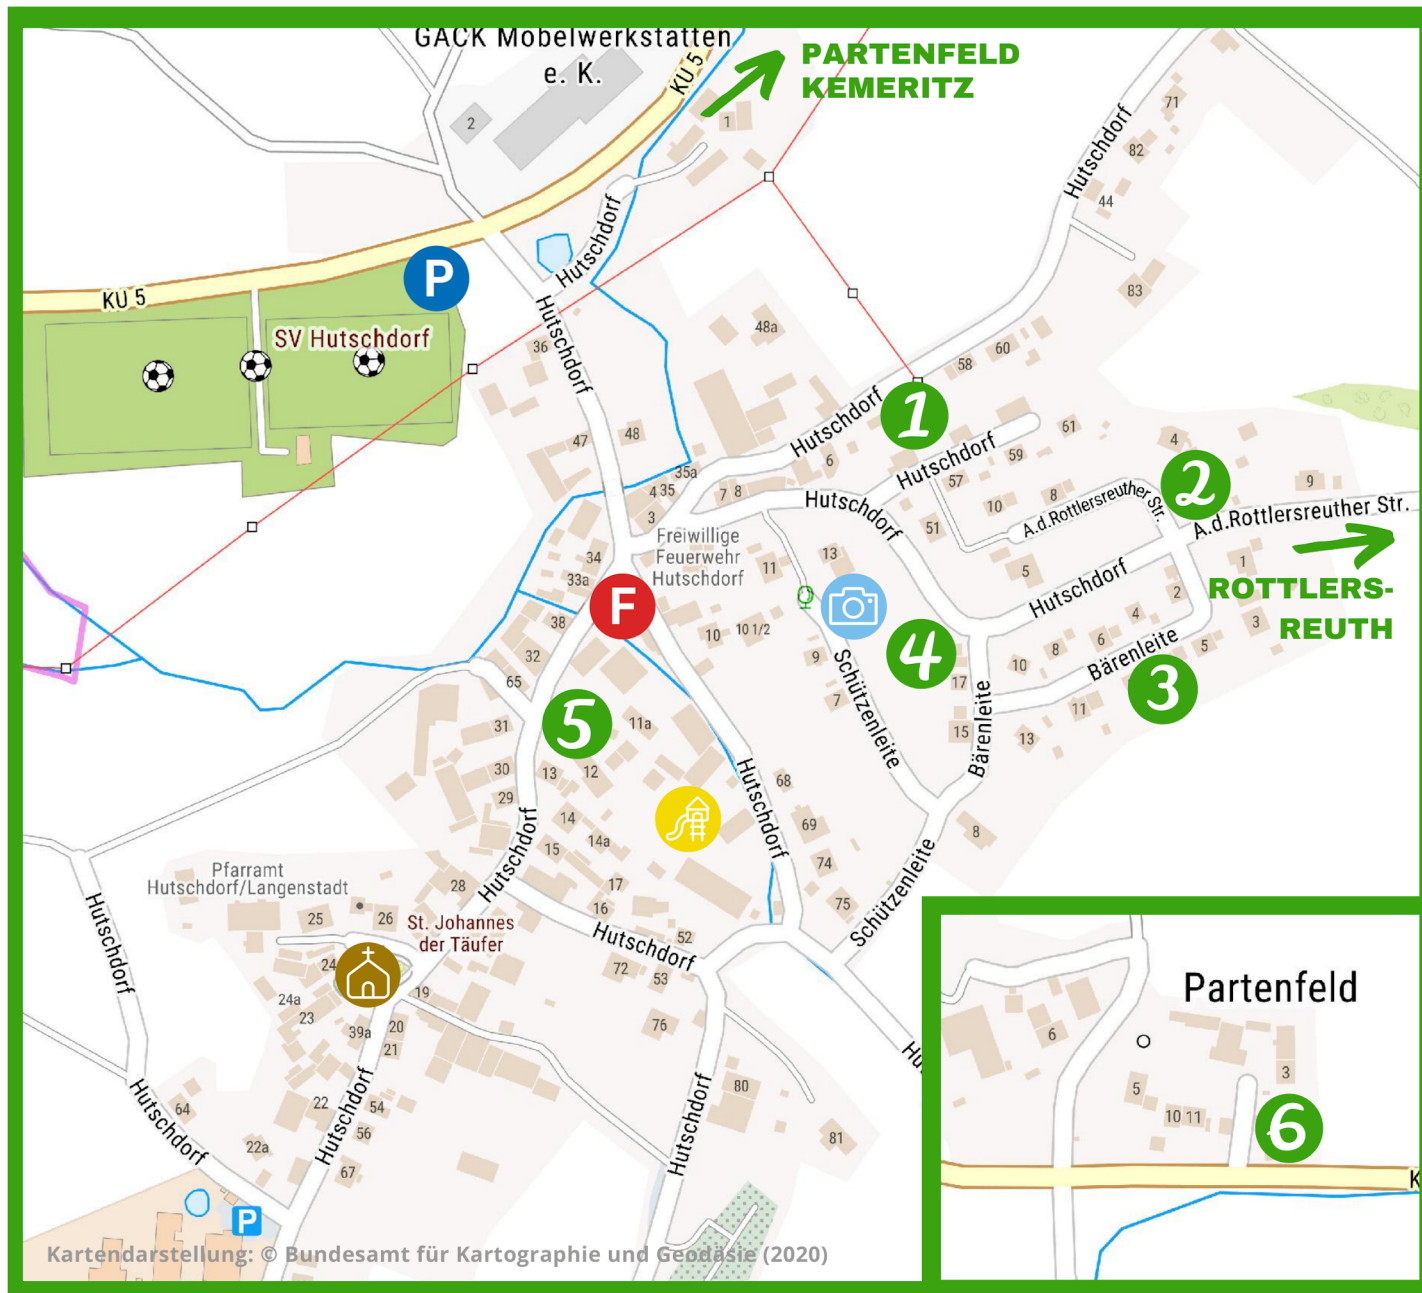 GACK Möbelwerkstätten
e. K.
KU 5
PARTENFELD
KEMERITZ
2
1
71
82
44
83
Hutschdorf
Hutschdorf
P
KU 5
SV Hutschdorf
Hutschdorf
36
48a
60
58
1
47
48
Hutschdorf
6
Hutschdorf
61
59
57
4
2
9
35a
4
35
7
8
3
Hutschdorf
10
8
51
A.d.Rottlersreuther Str.
A.d.Rottlersreuther Str.
Freiwillige
Feuerwehr
Hutschdorf
34
33a
11
13
5
1
ROTTLERS-
REUTH
F
38
32
65
10
10 1/2
Hutschdorf
2
4
6
8
10
3
5
Bärenleite
3
4
9
7
17
15
11
13
Schützenleite
Bärenleite
31
5
11a
30
13
12
29
68
Hutschdorf
14
14a
15
69
74
8
75
Hutschdorf
Schützenleite
Pfarramt
Hutschdorf/Langenstadt
28
17
16
25
26
St. Johannes
der Täufer
52
Hutschdorf
72
53
Hutschdorf
24
24a
23
19
39a
20
21
76
Hu
Partenfeld
6
3
5
10
11
6
K
80
81
Hutschdorf
64
22
54
56
22a
67
Hutschdorf
Hutschdorf
P
Kartendarstellung: © Bundesamt für Kartographie und Geodäsie (2020)